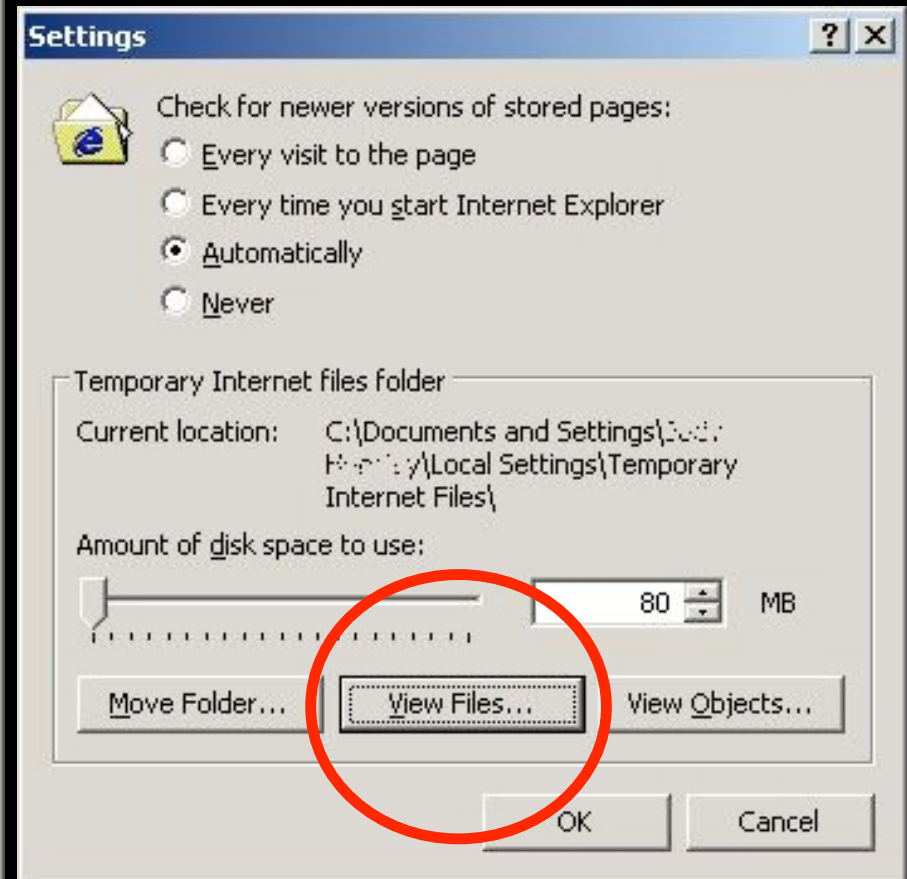 Settings
Check for newer versions of stored pages:
Every visit to the page
Every time you start Internet Explorer
Automatically
Never
Temporary Internet files folder
Current location: C:\Documents and Settings\
\Local Settings\Temporary
Internet Files\
Amount of disk space to use:
80 MB
Move Folder... View Files... View Objects...
OK Cancel